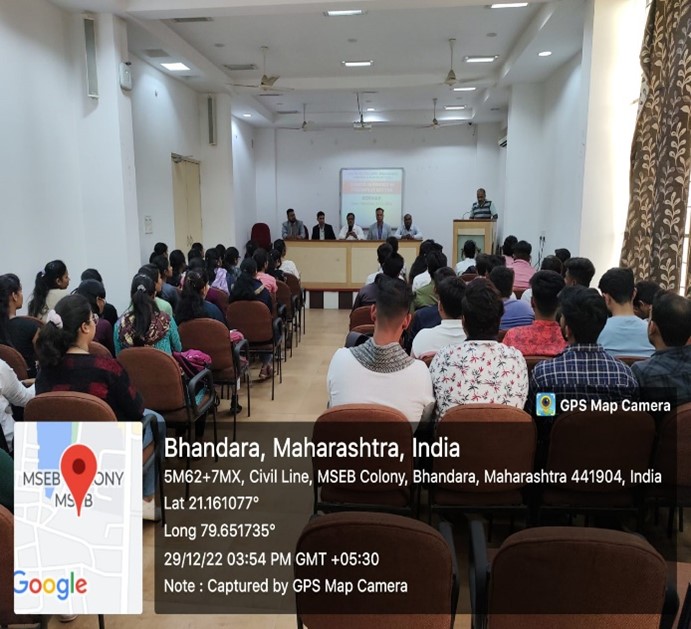 GPS Map Camera
MSEB COLONY
MSEB
Google
Bhandara, Maharashtra, India
5M62+7MX, Civil Line, MSEB Colony, Bhandara, Maharashtra 441904, India
Lat 21.161077°
Long 79.651735°
29/12/22 03:54 PM GMT +05:30
Note : Captured by GPS Map Camera